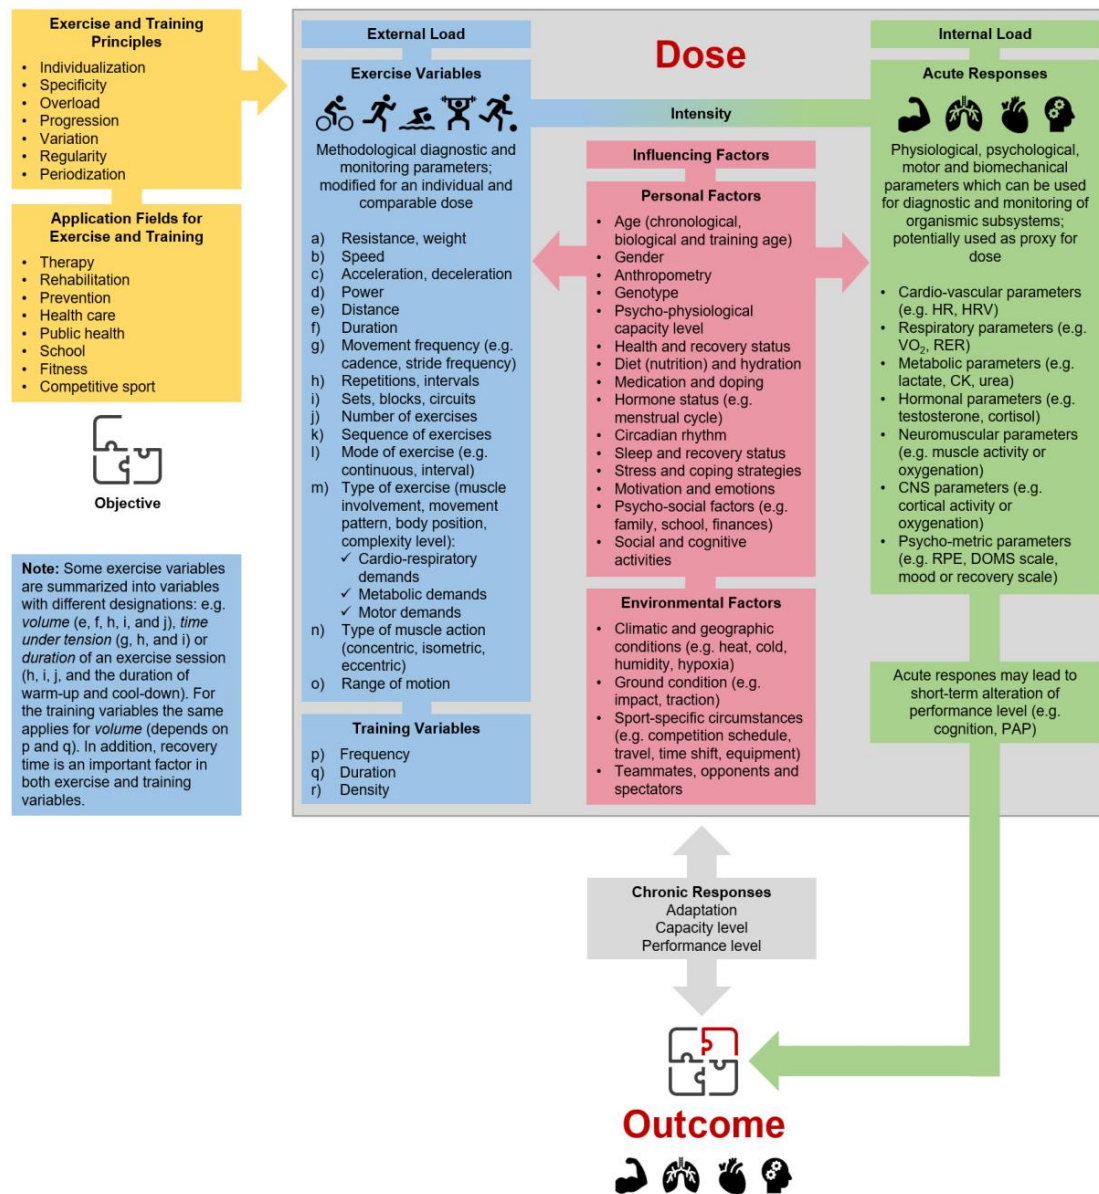 Exercise and Training
Principles
• Individualization
• Specificity
• Overload
• Progression
• Variation
• Regularity
• Periodization
Application Fields for
Exercise and Training
• Therapy
• Rehabilitation
• Prevention
• Health care
• Public health
• School
• Fitness
• Competitive sport
Objective
Note: Some exercise variables
are summarized into variables
with different designations: e.g.
volume (e, f, h, i, and j), time
under tension (g, h, and i) or
duration of an exercise session
(h, i, j, and the duration of
warm-up and cool-down). For
the training variables the same
applies for volume (depends on
p and q). In addition, recovery
time is an important factor in
both exercise and training
variables.
Dose
External Load
Exercise Variables
Methodological diagnostic and
monitoring parameters;
modified for an individual and
comparable dose
a) Resistance, weight
b) Speed
c) Acceleration, deceleration
d) Power
e) Distance
f) Duration
g) Movement frequency (e.g.
cadence, stride frequency)
h) Repetitions, intervals
i) Sets, blocks, circuits
j) Number of exercises
k) Sequence of exercises
l) Mode of exercise (e.g.
continuous, interval)
m) Type of exercise (muscle
involvement, movement
pattern, body position,
complexity level):
✓ Cardio-respiratory
demands
✓ Metabolic demands
✓ Motor demands
n) Type of muscle action
(concentric, isometric,
eccentric)
o) Range of motion
Training Variables
p) Frequency
q) Duration
r) Density
Intensity
Influencing Factors
Personal Factors
• Age (chronological,
biological and training age)
• Gender
• Anthropometry
• Genotype
• Psycho-physiological
capacity level
• Health and recovery status
• Diet (nutrition) and hydration
• Medication and doping
• Hormone status (e.g.
menstrual cycle)
• Circadian rhythm
• Sleep and recovery status
• Stress and coping strategies
• Motivation and emotions
• Psycho-social factors (e.g.
family, school, finances)
• Social and cognitive
activities
Environmental Factors
• Climatic and geographic
conditions (e.g. heat, cold,
humidity, hypoxia)
• Ground condition (e.g.
impact, traction)
• Sport-specific circumstances
(e.g. competition schedule,
travel, time shift, equipment)
• Teammates, opponents and
spectators
Internal Load
Acute Responses
Physiological, psychological,
motor and biomechanical
parameters which can be used
for diagnostic and monitoring of
organismic subsystems;
potentially used as proxy for
dose
• Cardio-vascular parameters
(e.g. HR, HRV)
• Respiratory parameters (e.g.
VO₂, RER)
• Metabolic parameters (e.g.
lactate, CK, urea)
• Hormonal parameters (e.g.
testosterone, cortisol)
• Neuromuscular parameters
(e.g. muscle activity or
oxygenation)
• CNS parameters (e.g.
cortical activity or
oxygenation)
• Psycho-metric parameters
(e.g. RPE, DOMS scale,
mood or recovery scale)
Acute respones may lead to
short-term alteration of
performance level (e.g.
cognition, PAP)
Chronic Responses
Adaptation
Capacity level
Performance level
Outcome